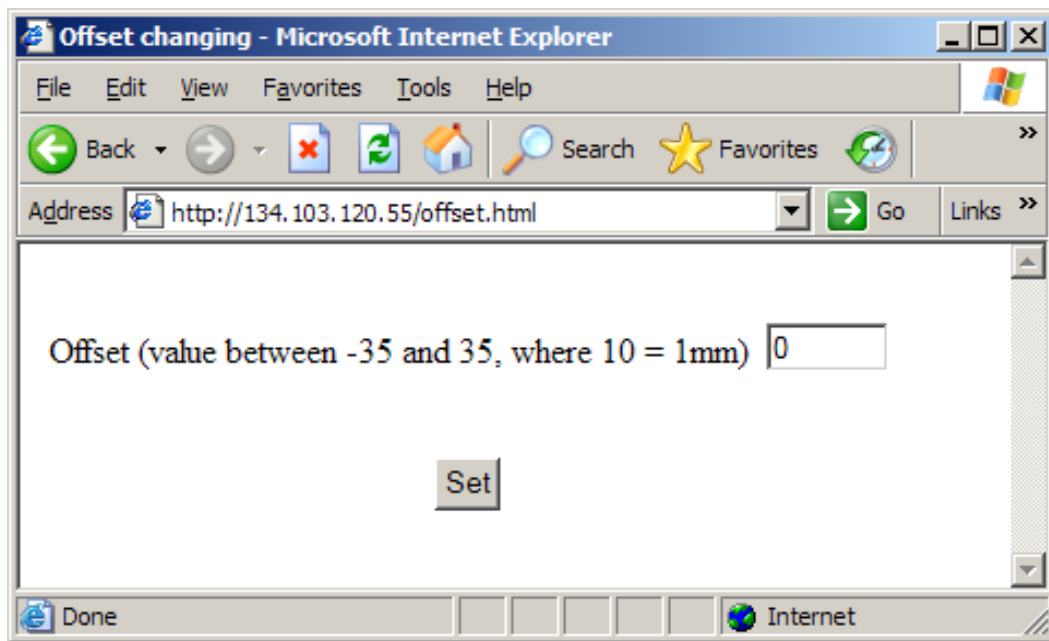 Offset changing - Microsoft Internet Explorer
File Edit View Favorites Tools Help
Back Search Favorites »
Address http://134.103.120.55/offset.html Go Links »
Offset (value between -35 and 35, where 10 = 1mm) 0
Set
Done Internet